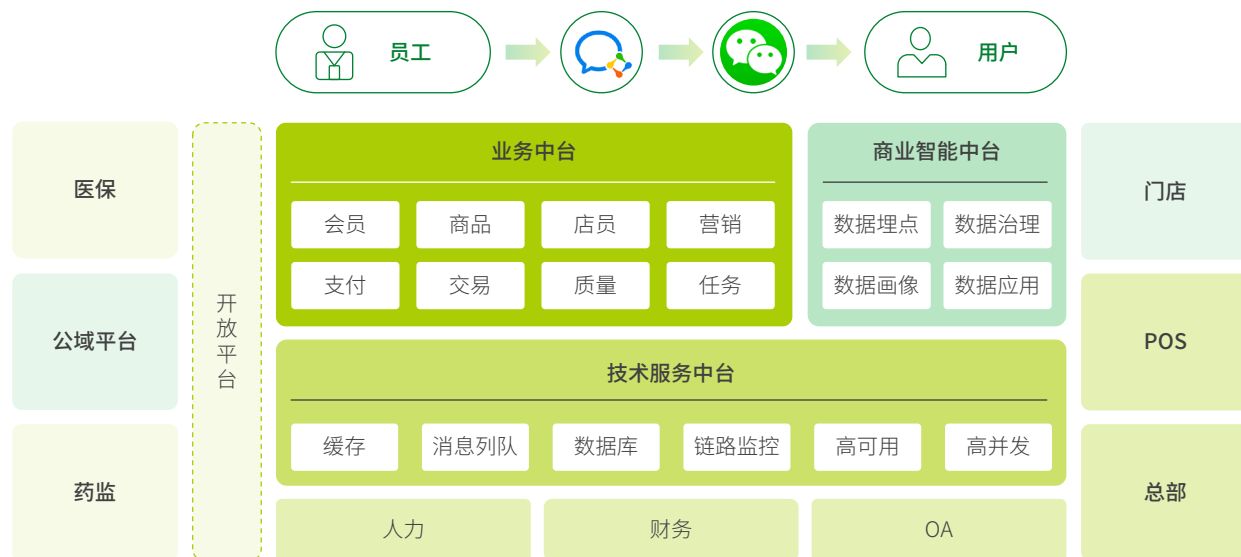 员工
用户
医保
公域平台
药监
开放平台
业务中台
会员
商品
店员
营销
支付
交易
质量
任务
商业智能中台
数据埋点
数据治理
数据画像
数据应用
技术服务中台
缓存
消息列队
数据库
链路监控
高可用
高并发
人力
财务
OA
门店
POS
总部